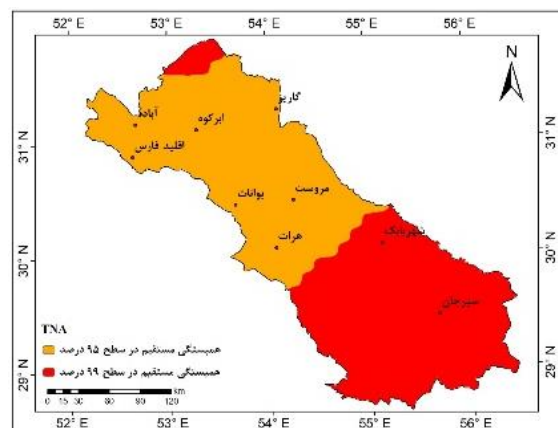 52° E 53° E 54° E 55° E 56° E
N
گاریز
آباده
ابرکوه
اقلید فارس
31° N
31° N
مروست
بوانات
هرات
شهربابک
30° N
30° N
سیرجان
TNA
همبستگی مستقیم در سطح ۹۵ درصد
همبستگی مستقیم در سطح ۹۹ درصد
29° N
29° N
km
0 15 30 60 90 120
52° E 53° E 54° E 55° E 56° E